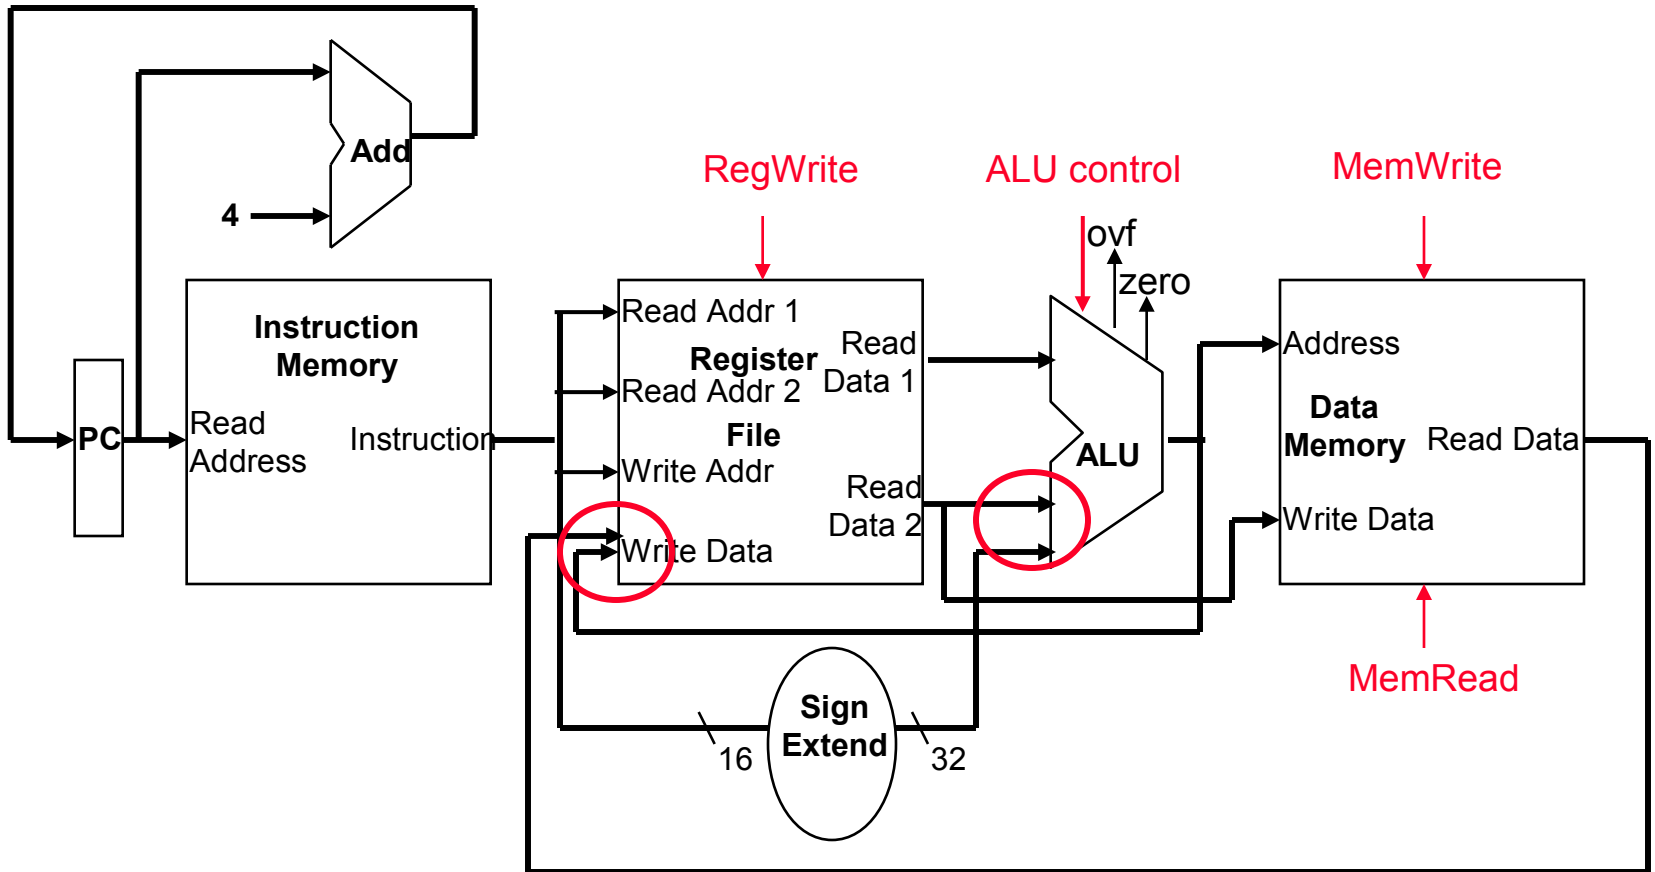 Add
4
RegWrite
ALU control
MemWrite
ovf
zero
Instruction
Memory
Read
Address
Instruction
PC
Read Addr 1
Register
Read Addr 2
File
Write Addr
Write Data
Read
Data 1
Read
Data 2
ALU
Address
Data
Memory
Read Data
Write Data
MemRead
Sign
Extend
16
32